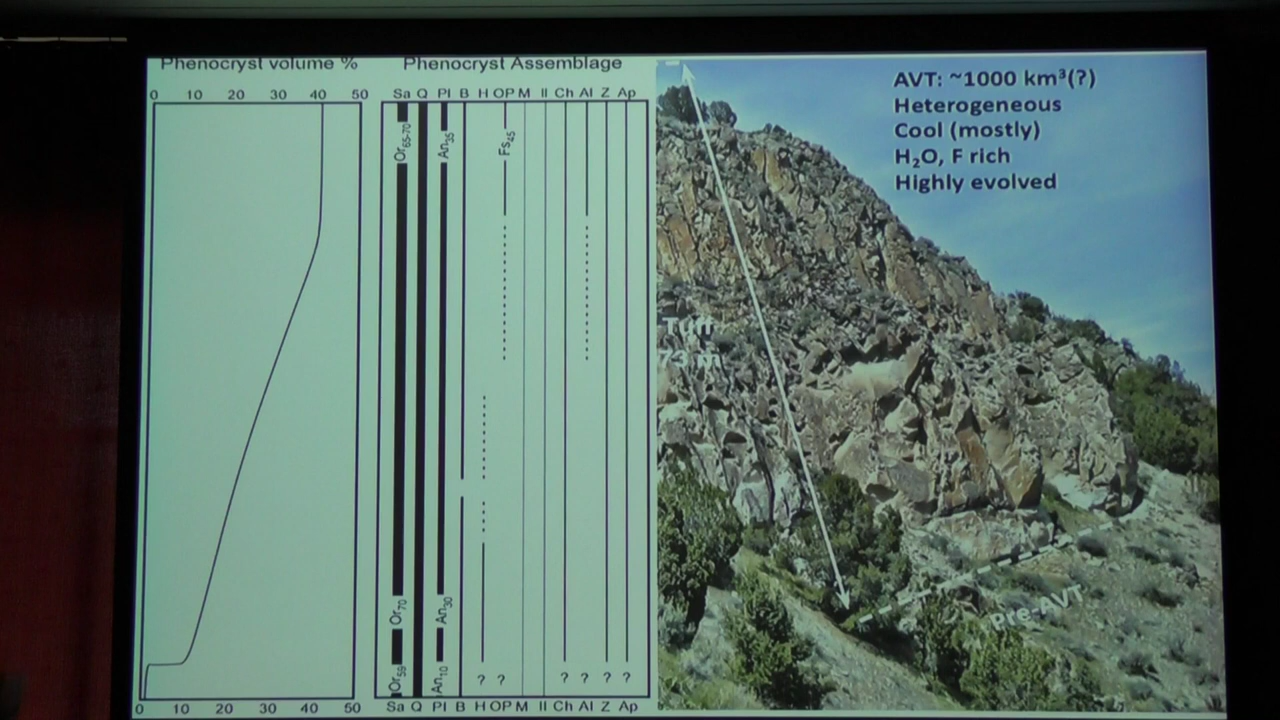 Phenocryst volume %
0 10 20 30 40 50
Phenocryst Assemblage
Sa Q Pl B H OP M Il Ch Al Z Ap
Or65-70
An35
Fs45
Or70
An30
Or59
An10
? ? ? ? ? ?
0 10 20 30 40 50
Sa Q Pl B H OP M Il Ch Al Z Ap
AVT: ~1000 km³(?)
Heterogeneous
Cool (mostly)
H₂O, F rich
Highly evolved
Tuff
73 m
Pre-AVT